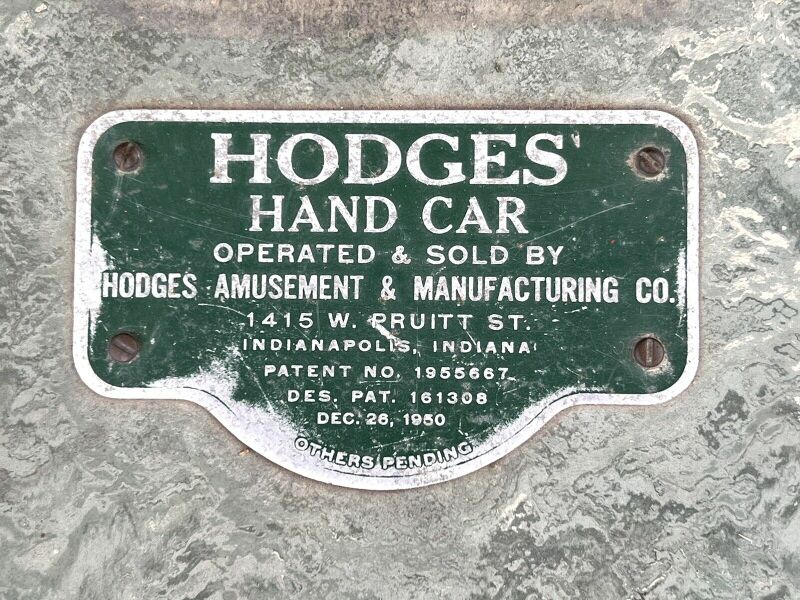 HODGES'
HAND CAR
OPERATED & SOLD BY
HODGES AMUSEMENT & MANUFACTURING CO.
1415 W. PRUITT ST.
INDIANAPOLIS, INDIANA
PATENT NO. 1955667
DES. PAT. 161308
DEC. 26, 1950
OTHERS PENDING